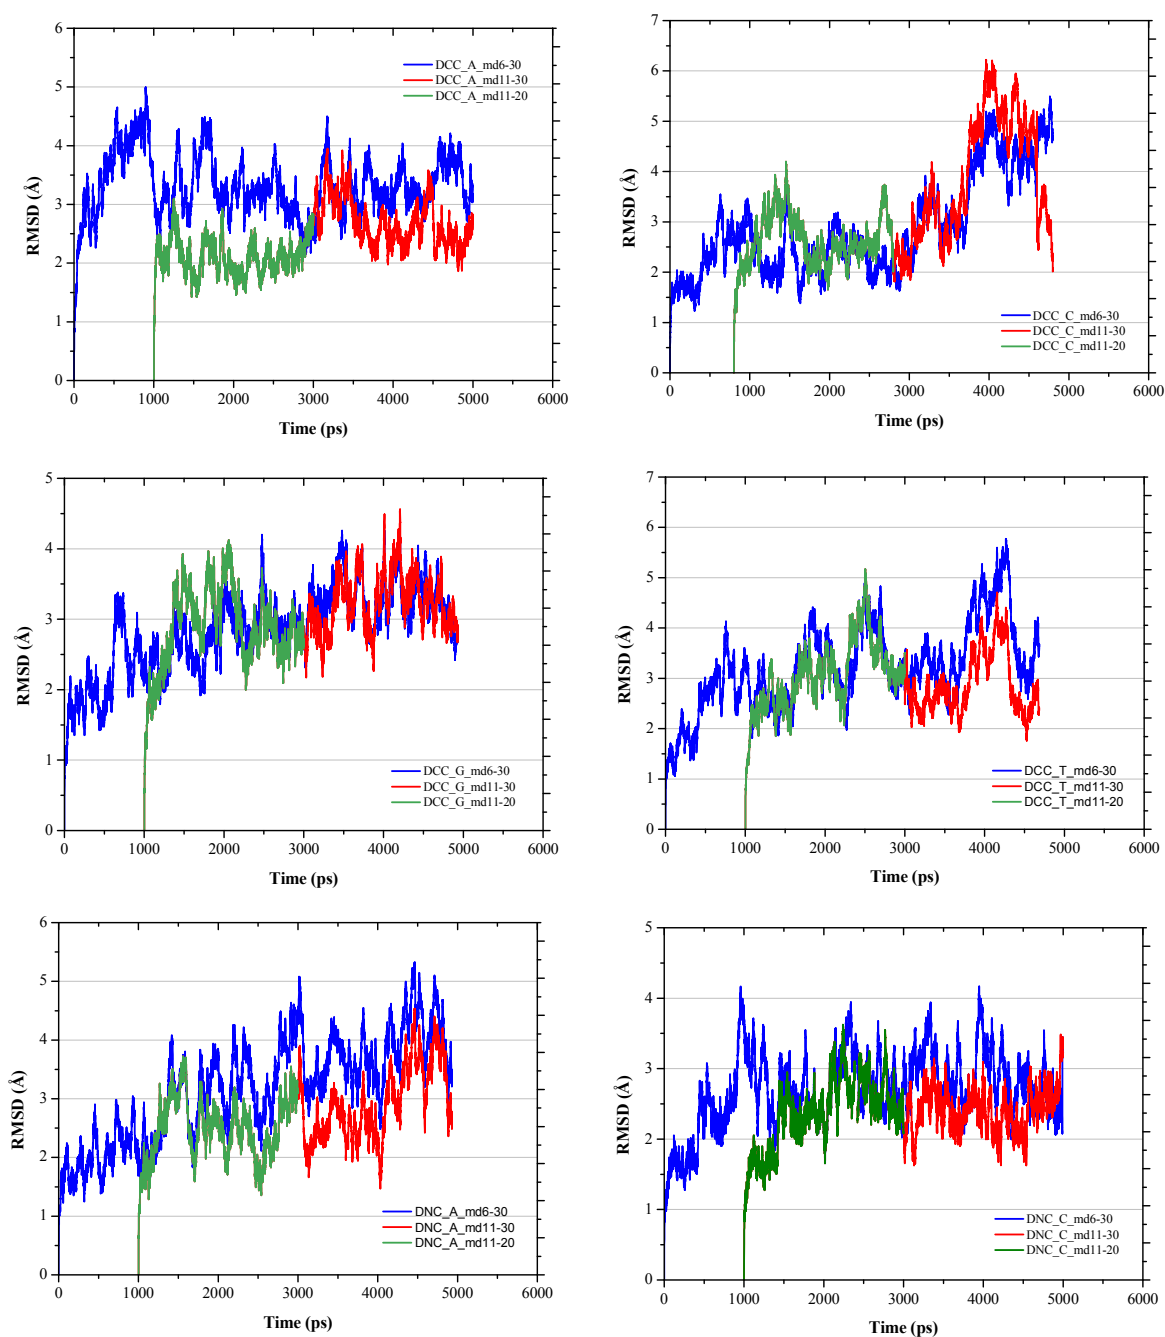 6
5
4
3
2
1
0
RMSD (Å)
DCC_A_md6-30
DCC_A_md11-30
DCC_A_md11-20
0 1000 2000 3000 4000 5000 6000
Time (ps)
7
6
5
4
3
2
1
0
RMSD (Å)
DCC_C_md6-30
DCC_C_md11-30
DCC_C_md11-20
0 1000 2000 3000 4000 5000 6000
Time (ps)
5
4
3
2
1
0
RMSD (Å)
DCC_G_md6-30
DCC_G_md11-30
DCC_G_md11-20
0 1000 2000 3000 4000 5000 6000
Time (ps)
7
6
5
4
3
2
1
0
RMSD (Å)
DCC_T_md6-30
DCC_T_md11-30
DCC_T_md11-20
0 1000 2000 3000 4000 5000 6000
Time (ps)
6
5
4
3
2
1
0
RMSD (Å)
DNC_A_md6-30
DNC_A_md11-30
DNC_A_md11-20
0 1000 2000 3000 4000 5000 6000
Time (ps)
5
4
3
2
1
0
RMSD (Å)
DNC_C_md6-30
DNC_C_md11-30
DNC_C_md11-20
0 1000 2000 3000 4000 5000 6000
Time (ps)